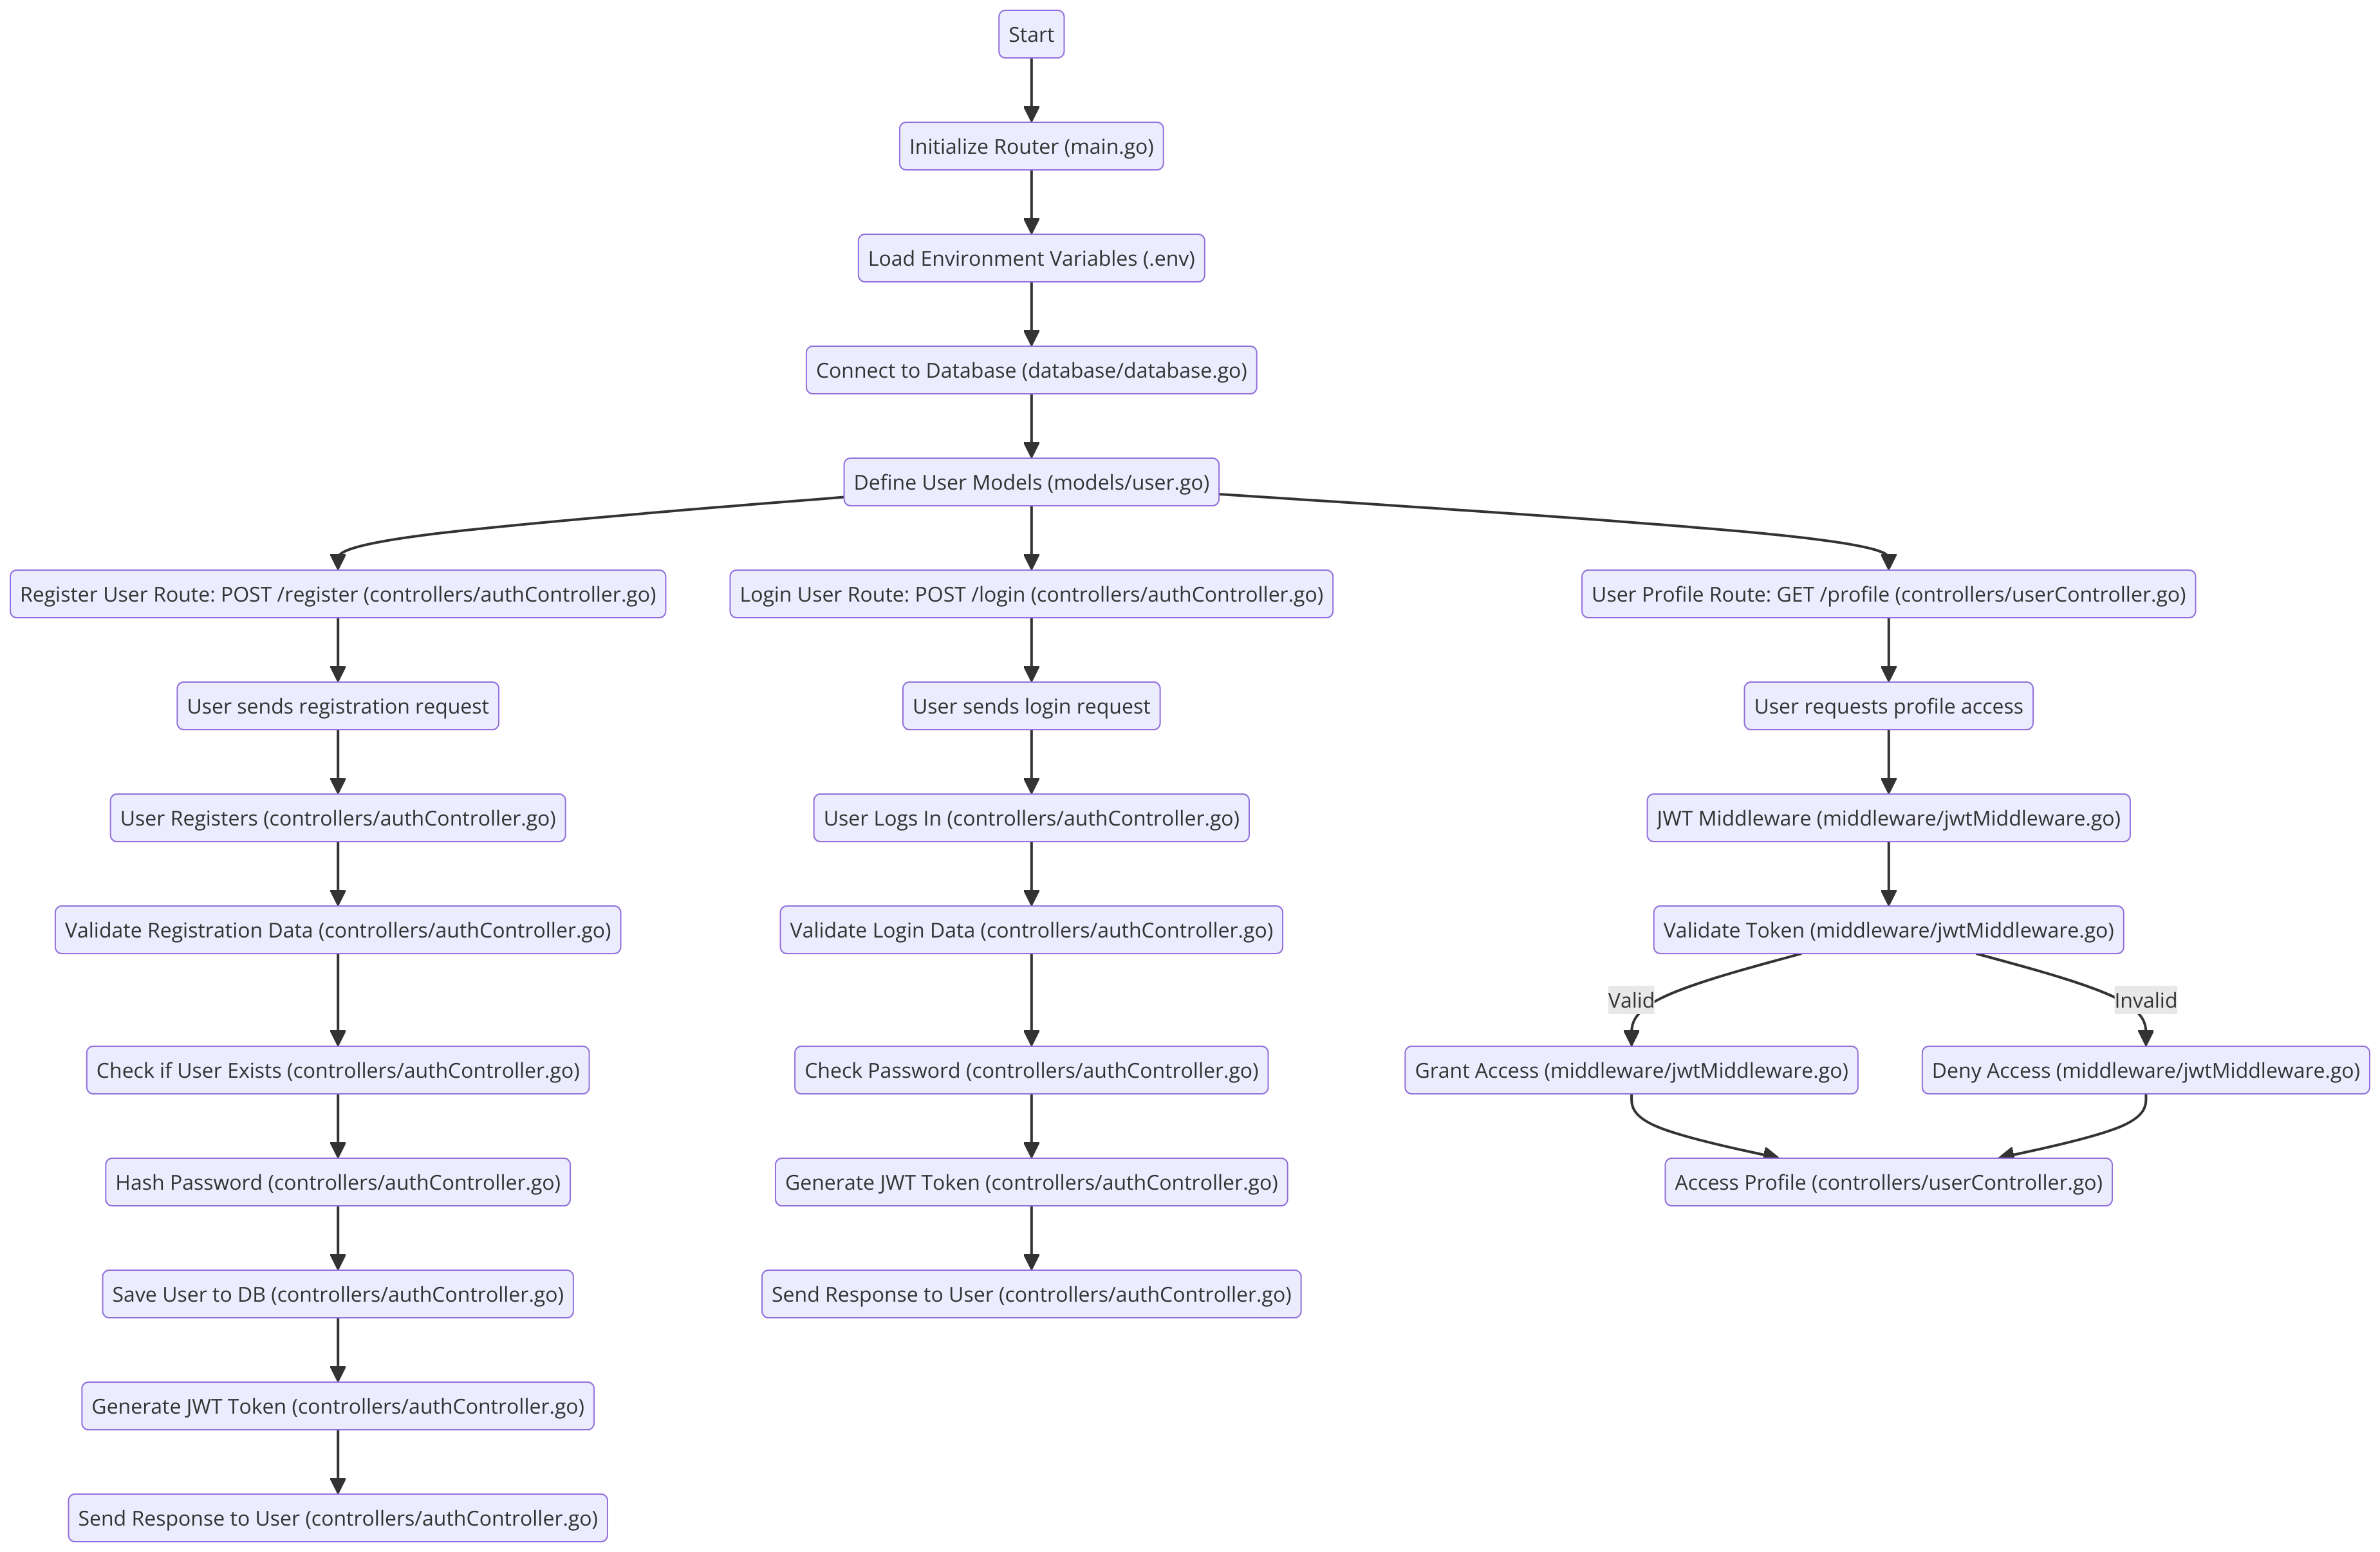 Start
Initialize Router (main.go)
Load Environment Variables (.env)
Connect to Database (database/database.go)
Define User Models (models/user.go)
Register User Route: POST /register (controllers/authController.go)
User sends registration request
User Registers (controllers/authController.go)
Validate Registration Data (controllers/authController.go)
Check if User Exists (controllers/authController.go)
Hash Password (controllers/authController.go)
Save User to DB (controllers/authController.go)
Generate JWT Token (controllers/authController.go)
Send Response to User (controllers/authController.go)
Login User Route: POST /login (controllers/authController.go)
User sends login request
User Logs In (controllers/authController.go)
Validate Login Data (controllers/authController.go)
Check Password (controllers/authController.go)
Generate JWT Token (controllers/authController.go)
Send Response to User (controllers/authController.go)
User Profile Route: GET /profile (controllers/userController.go)
User requests profile access
JWT Middleware (middleware/jwtMiddleware.go)
Validate Token (middleware/jwtMiddleware.go)
Valid
Invalid
Grant Access (middleware/jwtMiddleware.go)
Deny Access (middleware/jwtMiddleware.go)
Access Profile (controllers/userController.go)